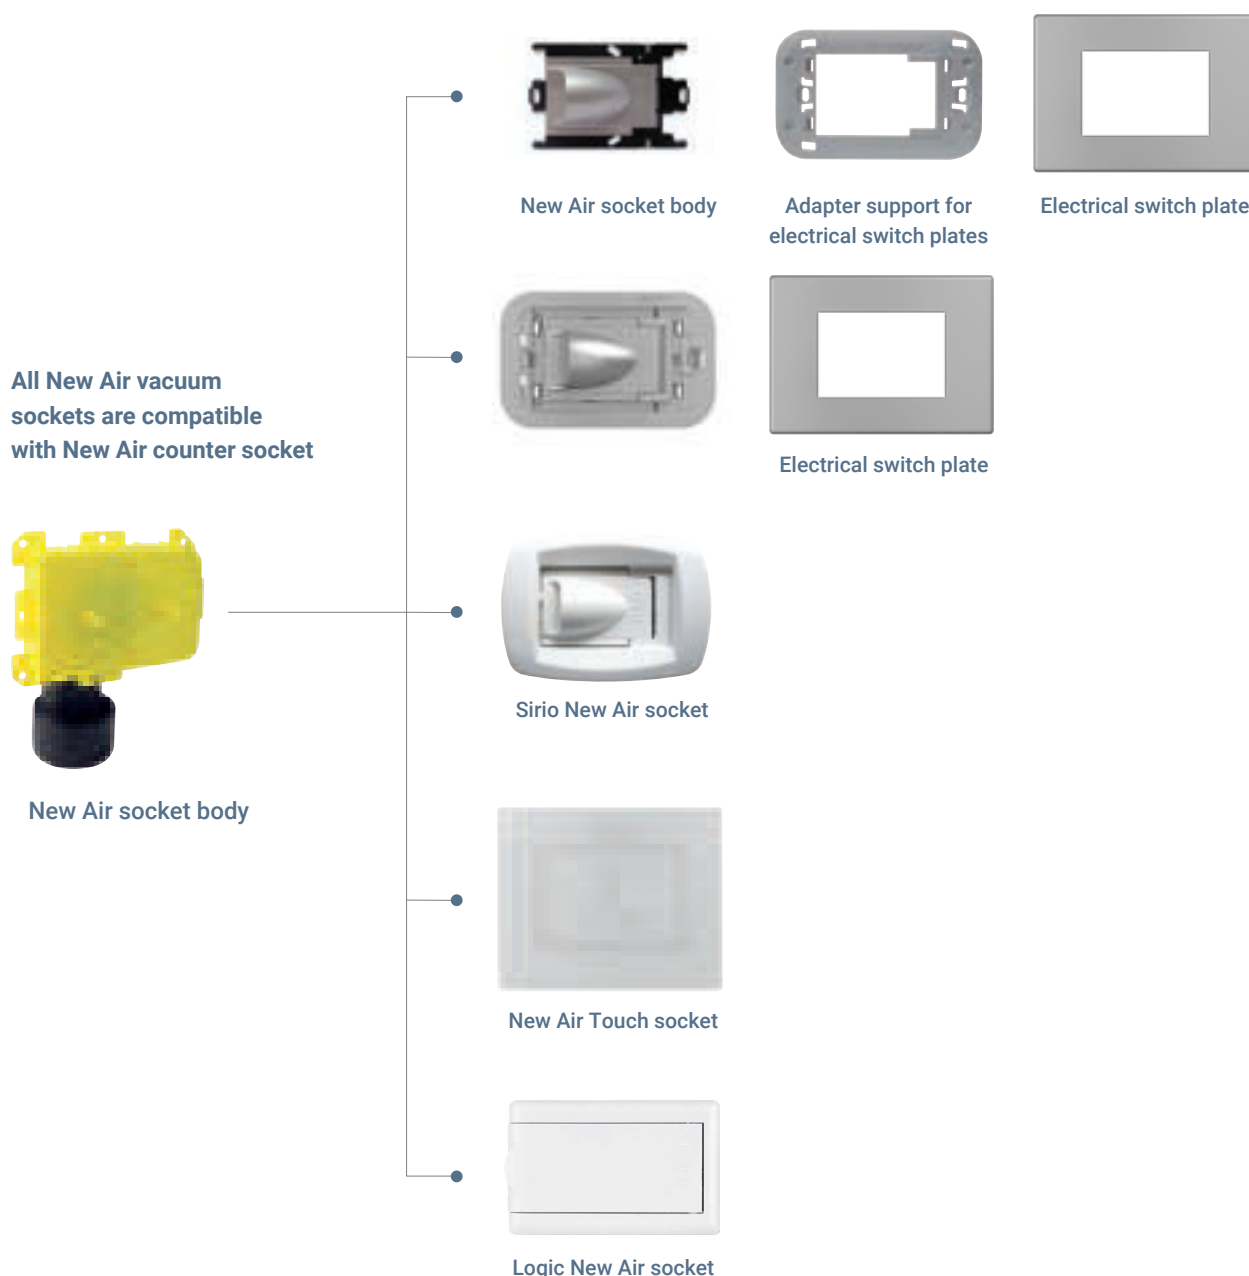 New Air socket body
Adapter support for
electrical switch plates
Electrical switch plate
Electrical switch plate
All New Air vacuum
sockets are compatible
with New Air counter socket
New Air socket body
Sirio New Air socket
New Air Touch socket
Logic New Air socket